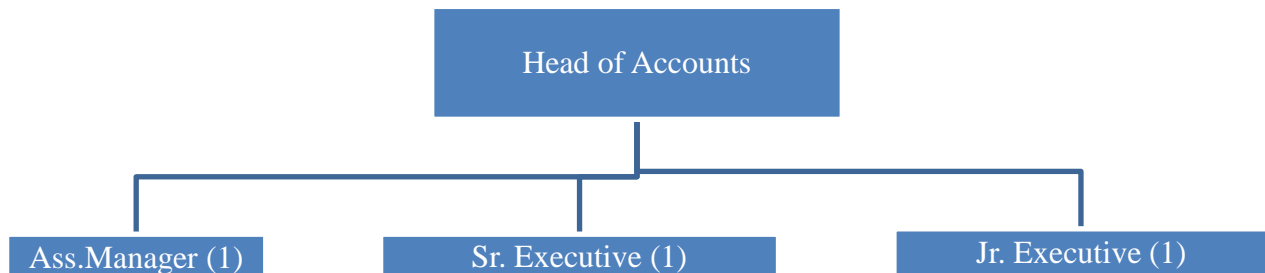 Head of Accounts
Ass.Manager (1)
Sr. Executive (1)
Jr. Executive (1)